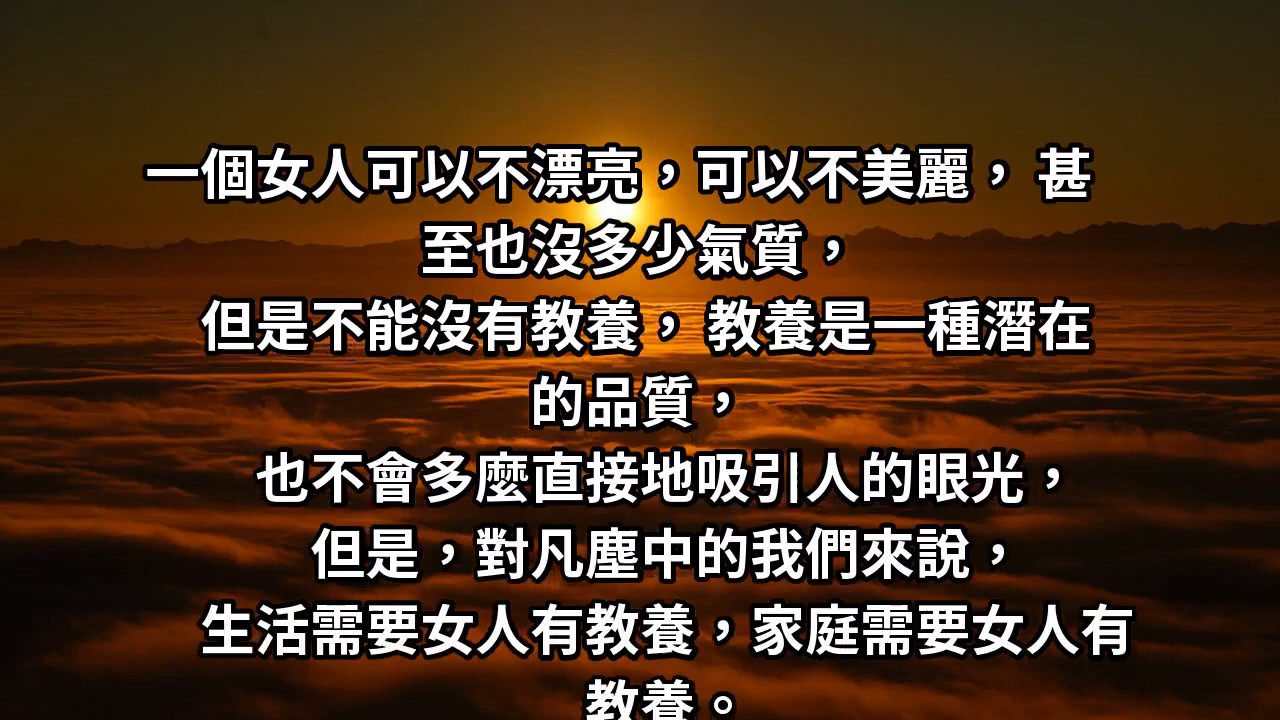 一個女人可以不漂亮，可以不美麗， 甚
至也沒多少氣質，
但是不能沒有教養， 教養是一種潛在
的品質，
也不會多麼直接地吸引人的眼光，
但是，對凡塵中的我們來說，
生活需要女人有教養，家庭需要女人有
教養。